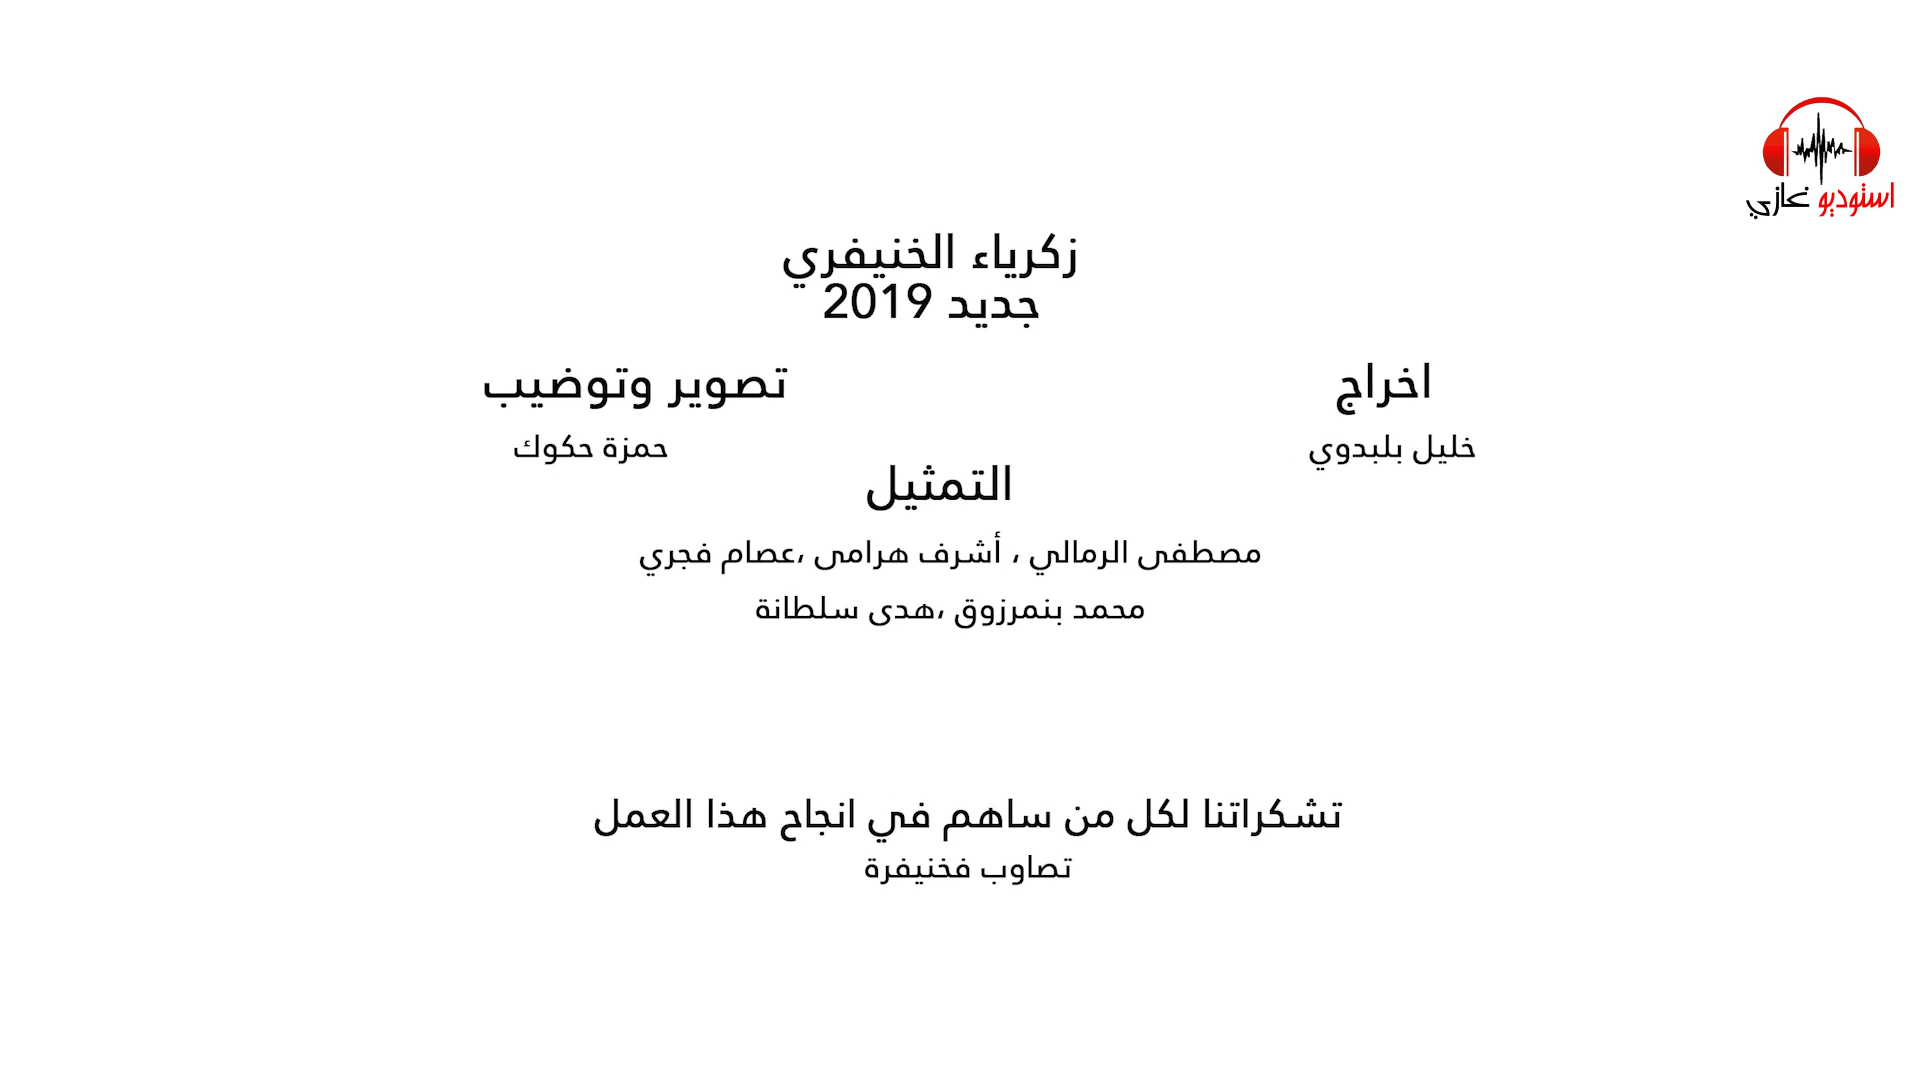 استوديو غازي
زكرياء الخنيفري
جديد 2019
اخراج
تصوير وتوضيب
خليل بلبدوي
حمزة حكوك
التمثيل
مصطفى الرمالي ، أشرف هرامى ،عصام فجري
محمد بنمرزوق ،هدى سلطانة
تشكراتنا لكل من ساهم في انجاح هذا العمل
تصاوب فخنيفرة